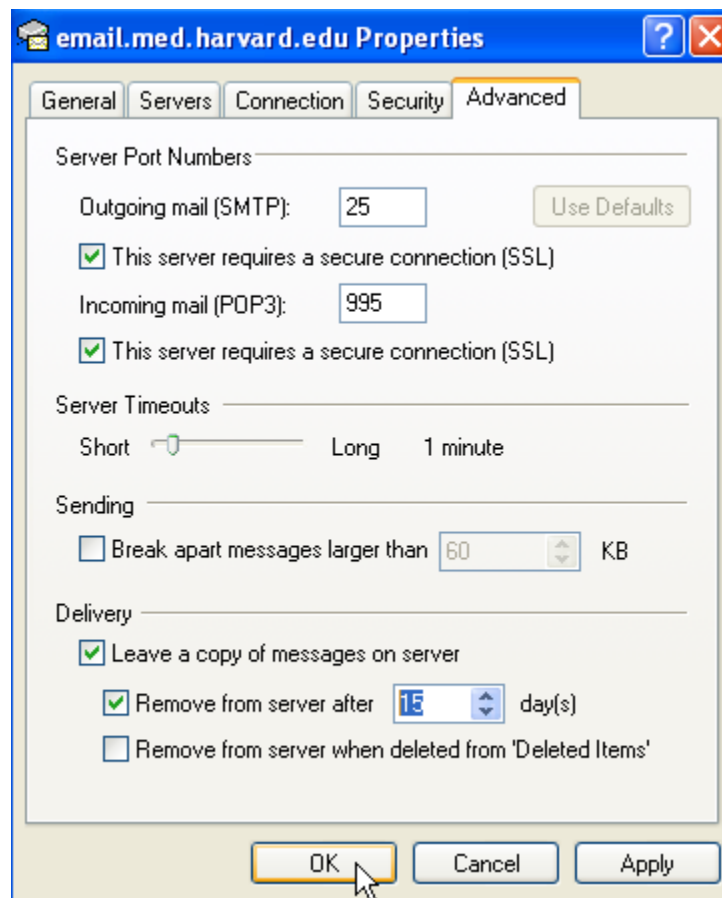 email.med.harvard.edu Properties
General Servers Connection Security Advanced
Server Port Numbers
Outgoing mail (SMTP): 25 Use Defaults
This server requires a secure connection (SSL)
Incoming mail (POP3): 995
This server requires a secure connection (SSL)
Server Timeouts
Short Long 1 minute
Sending
Break apart messages larger than 60 KB
Delivery
Leave a copy of messages on server
Remove from server after 15 day(s)
Remove from server when deleted from 'Deleted Items'
OK Cancel Apply